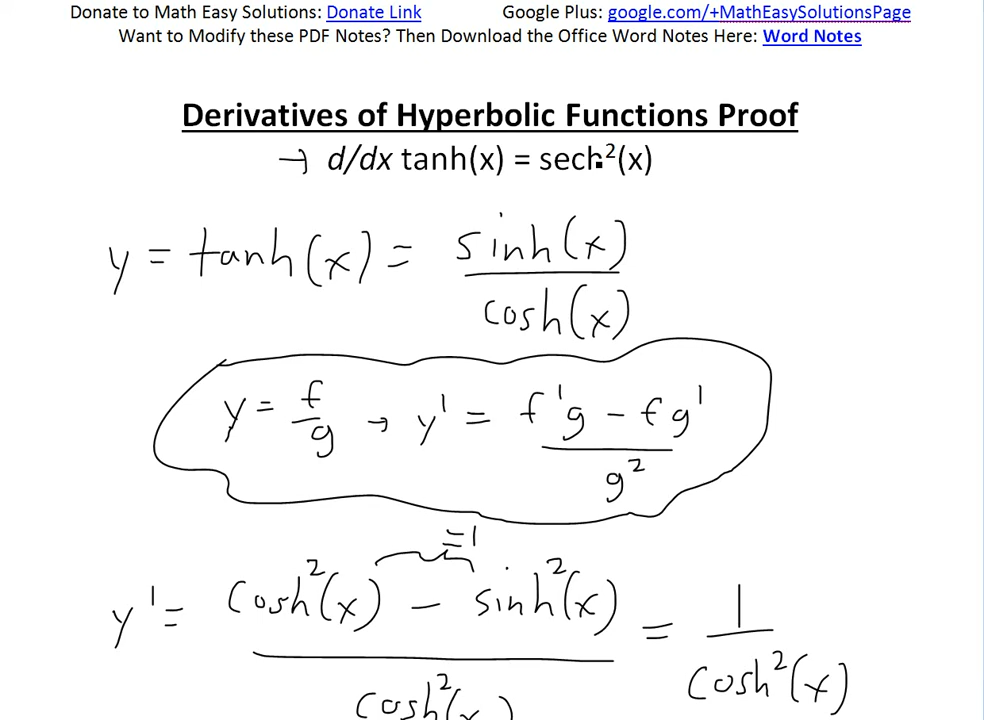 Donate to Math Easy Solutions: Donate Link Google Plus: google.com/+MathEasySolutionsPage
Want to Modify these PDF Notes? Then Download the Office Word Notes Here: Word Notes
Derivatives of Hyperbolic Functions Proof
→ d/dx tanh(x) = sech²(x)
y = tanh(x) = sinh(x) / cosh(x)
y = f/g → y' = (f'g - fg') / g²
=1
y' = (cosh²(x) - sinh²(x)) / cosh²(x) = 1 / cosh²(x)